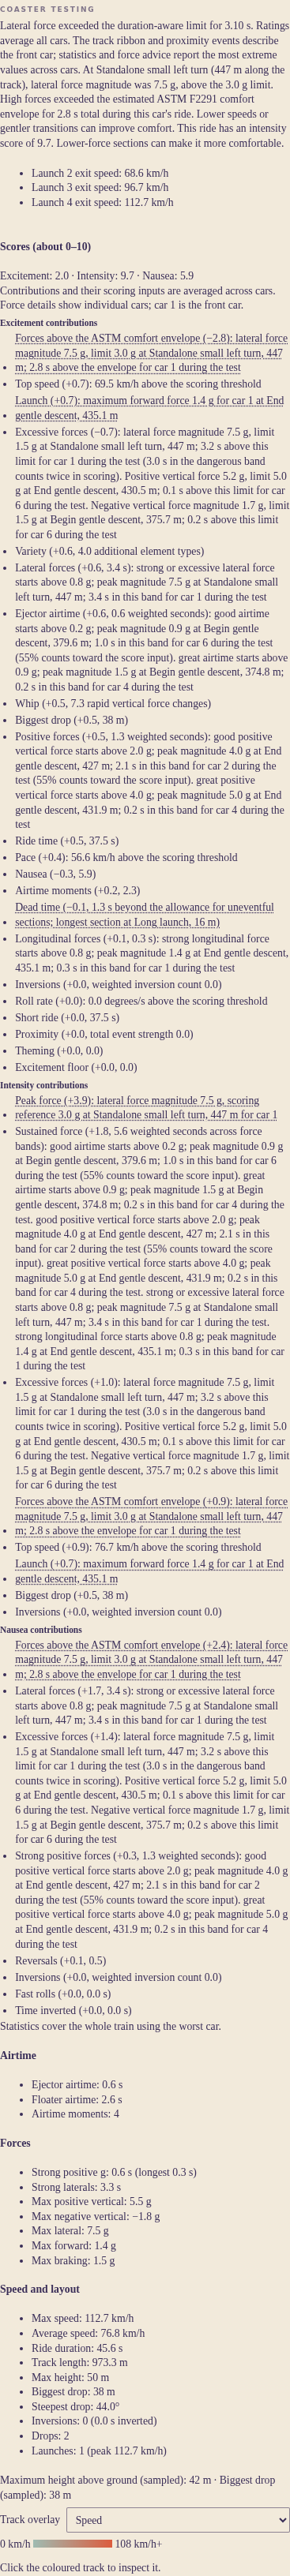 COASTER TESTING
Lateral force exceeded the duration-aware limit for 3.10 s. Ratings
average all cars. The track ribbon and proximity events describe
the front car; statistics and force advice report the most extreme
values across cars. At Standalone small left turn (447 m along the
track), lateral force magnitude was 7.5 g, above the 3.0 g limit.
High forces exceeded the estimated ASTM F2291 comfort
envelope for 2.8 s total during this car's ride. Lower speeds or
gentler transitions can improve comfort. This ride has an intensity
score of 9.7. Lower-force sections can make it more comfortable.
• Launch 2 exit speed: 68.6 km/h
• Launch 3 exit speed: 96.7 km/h
• Launch 4 exit speed: 112.7 km/h
Scores (about 0–10)
Excitement: 2.0 · Intensity: 9.7 · Nausea: 5.9
Contributions and their scoring inputs are averaged across cars.
Force details show individual cars; car 1 is the front car.
Excitement contributions
Forces above the ASTM comfort envelope (−2.8): lateral force
magnitude 7.5 g, limit 3.0 g at Standalone small left turn, 447
• m; 2.8 s above the envelope for car 1 during the test
• Top speed (+0.7): 69.5 km/h above the scoring threshold
Launch (+0.7): maximum forward force 1.4 g for car 1 at End
• gentle descent, 435.1 m
• Excessive forces (−0.7): lateral force magnitude 7.5 g, limit
1.5 g at Standalone small left turn, 447 m; 3.2 s above this
limit for car 1 during the test (3.0 s in the dangerous band
counts twice in scoring). Positive vertical force 5.2 g, limit 5.0
g at End gentle descent, 430.5 m; 0.1 s above this limit for car
6 during the test. Negative vertical force magnitude 1.7 g, limit
1.5 g at Begin gentle descent, 375.7 m; 0.2 s above this limit
for car 6 during the test
• Variety (+0.6, 4.0 additional element types)
• Lateral forces (+0.6, 3.4 s): strong or excessive lateral force
starts above 0.8 g; peak magnitude 7.5 g at Standalone small
left turn, 447 m; 3.4 s in this band for car 1 during the test
• Ejector airtime (+0.6, 0.6 weighted seconds): good airtime
starts above 0.2 g; peak magnitude 0.9 g at Begin gentle
descent, 379.6 m; 1.0 s in this band for car 6 during the test
(55% counts toward the score input). great airtime starts above
0.9 g; peak magnitude 1.5 g at Begin gentle descent, 374.8 m;
0.2 s in this band for car 4 during the test
• Whip (+0.5, 7.3 rapid vertical force changes)
• Biggest drop (+0.5, 38 m)
• Positive forces (+0.5, 1.3 weighted seconds): good positive
vertical force starts above 2.0 g; peak magnitude 4.0 g at End
gentle descent, 427 m; 2.1 s in this band for car 2 during the
test (55% counts toward the score input). great positive
vertical force starts above 4.0 g; peak magnitude 5.0 g at End
gentle descent, 431.9 m; 0.2 s in this band for car 4 during the
test
• Ride time (+0.5, 37.5 s)
• Pace (+0.4): 56.6 km/h above the scoring threshold
• Nausea (−0.3, 5.9)
• Airtime moments (+0.2, 2.3)
Dead time (−0.1, 1.3 s beyond the allowance for uneventful
• sections; longest section at Long launch, 16 m)
• Longitudinal forces (+0.1, 0.3 s): strong longitudinal force
starts above 0.8 g; peak magnitude 1.4 g at End gentle descent,
435.1 m; 0.3 s in this band for car 1 during the test
• Inversions (+0.0, weighted inversion count 0.0)
• Roll rate (+0.0): 0.0 degrees/s above the scoring threshold
• Short ride (+0.0, 37.5 s)
• Proximity (+0.0, total event strength 0.0)
• Theming (+0.0, 0.0)
• Excitement floor (+0.0, 0.0)
Intensity contributions
Peak force (+3.9): lateral force magnitude 7.5 g, scoring
• reference 3.0 g at Standalone small left turn, 447 m for car 1
• Sustained force (+1.8, 5.6 weighted seconds across force
bands): good airtime starts above 0.2 g; peak magnitude 0.9 g
at Begin gentle descent, 379.6 m; 1.0 s in this band for car 6
during the test (55% counts toward the score input). great
airtime starts above 0.9 g; peak magnitude 1.5 g at Begin
gentle descent, 374.8 m; 0.2 s in this band for car 4 during the
test. good positive vertical force starts above 2.0 g; peak
magnitude 4.0 g at End gentle descent, 427 m; 2.1 s in this
band for car 2 during the test (55% counts toward the score
input). great positive vertical force starts above 4.0 g; peak
magnitude 5.0 g at End gentle descent, 431.9 m; 0.2 s in this
band for car 4 during the test. strong or excessive lateral force
starts above 0.8 g; peak magnitude 7.5 g at Standalone small
left turn, 447 m; 3.4 s in this band for car 1 during the test.
strong longitudinal force starts above 0.8 g; peak magnitude
1.4 g at End gentle descent, 435.1 m; 0.3 s in this band for car
1 during the test
• Excessive forces (+1.0): lateral force magnitude 7.5 g, limit
1.5 g at Standalone small left turn, 447 m; 3.2 s above this
limit for car 1 during the test (3.0 s in the dangerous band
counts twice in scoring). Positive vertical force 5.2 g, limit 5.0
g at End gentle descent, 430.5 m; 0.1 s above this limit for car
6 during the test. Negative vertical force magnitude 1.7 g, limit
1.5 g at Begin gentle descent, 375.7 m; 0.2 s above this limit
for car 6 during the test
Forces above the ASTM comfort envelope (+0.9): lateral force
magnitude 7.5 g, limit 3.0 g at Standalone small left turn, 447
• m; 2.8 s above the envelope for car 1 during the test
• Top speed (+0.9): 76.7 km/h above the scoring threshold
Launch (+0.7): maximum forward force 1.4 g for car 1 at End
• gentle descent, 435.1 m
• Biggest drop (+0.5, 38 m)
• Inversions (+0.0, weighted inversion count 0.0)
Nausea contributions
Forces above the ASTM comfort envelope (+2.4): lateral force
magnitude 7.5 g, limit 3.0 g at Standalone small left turn, 447
• m; 2.8 s above the envelope for car 1 during the test
• Lateral forces (+1.7, 3.4 s): strong or excessive lateral force
starts above 0.8 g; peak magnitude 7.5 g at Standalone small
left turn, 447 m; 3.4 s in this band for car 1 during the test
• Excessive forces (+1.4): lateral force magnitude 7.5 g, limit
1.5 g at Standalone small left turn, 447 m; 3.2 s above this
limit for car 1 during the test (3.0 s in the dangerous band
counts twice in scoring). Positive vertical force 5.2 g, limit 5.0
g at End gentle descent, 430.5 m; 0.1 s above this limit for car
6 during the test. Negative vertical force magnitude 1.7 g, limit
1.5 g at Begin gentle descent, 375.7 m; 0.2 s above this limit
for car 6 during the test
• Strong positive forces (+0.3, 1.3 weighted seconds): good
positive vertical force starts above 2.0 g; peak magnitude 4.0 g
at End gentle descent, 427 m; 2.1 s in this band for car 2
during the test (55% counts toward the score input). great
positive vertical force starts above 4.0 g; peak magnitude 5.0 g
at End gentle descent, 431.9 m; 0.2 s in this band for car 4
during the test
• Reversals (+0.1, 0.5)
• Inversions (+0.0, weighted inversion count 0.0)
• Fast rolls (+0.0, 0.0 s)
• Time inverted (+0.0, 0.0 s)
Statistics cover the whole train using the worst car.
Airtime
• Ejector airtime: 0.6 s
• Floater airtime: 2.6 s
• Airtime moments: 4
Forces
• Strong positive g: 0.6 s (longest 0.3 s)
• Strong laterals: 3.3 s
• Max positive vertical: 5.5 g
• Max negative vertical: −1.8 g
• Max lateral: 7.5 g
• Max forward: 1.4 g
• Max braking: 1.5 g
Speed and layout
• Max speed: 112.7 km/h
• Average speed: 76.8 km/h
• Ride duration: 45.6 s
• Track length: 973.3 m
• Max height: 50 m
• Biggest drop: 38 m
• Steepest drop: 44.0°
• Inversions: 0 (0.0 s inverted)
• Drops: 2
• Launches: 1 (peak 112.7 km/h)
Maximum height above ground (sampled): 42 m · Biggest drop
(sampled): 38 m
Track overlay Speed
0 km/h 108 km/h+
Click the coloured track to inspect it.